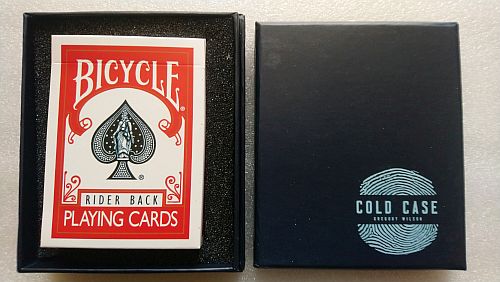 BICYCLE
®
RIDER BACK
PLAYING CARDS
COLD CASE
GREGORY WILSON